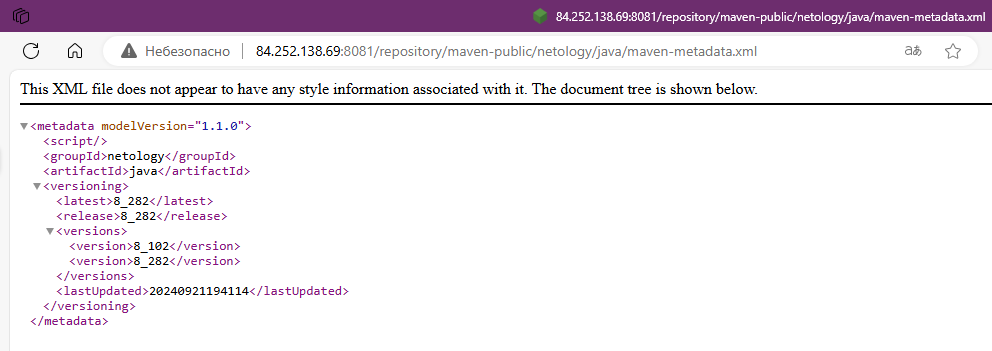 84.252.138.69:8081/repository/maven-public/netology/java/maven-metadata.xml
Небезопасно 84.252.138.69:8081/repository/maven-public/netology/java/maven-metadata.xml aあ
This XML file does not appear to have any style information associated with it. The document tree is shown below.
<metadata modelVersion="1.1.0">
<script/>
<groupId>netology</groupId>
<artifactId>java</artifactId>
<versioning>
<latest>8_282</latest>
<release>8_282</release>
<versions>
<version>8_102</version>
<version>8_282</version>
</versions>
<lastUpdated>20240921194114</lastUpdated>
</versioning>
</metadata>